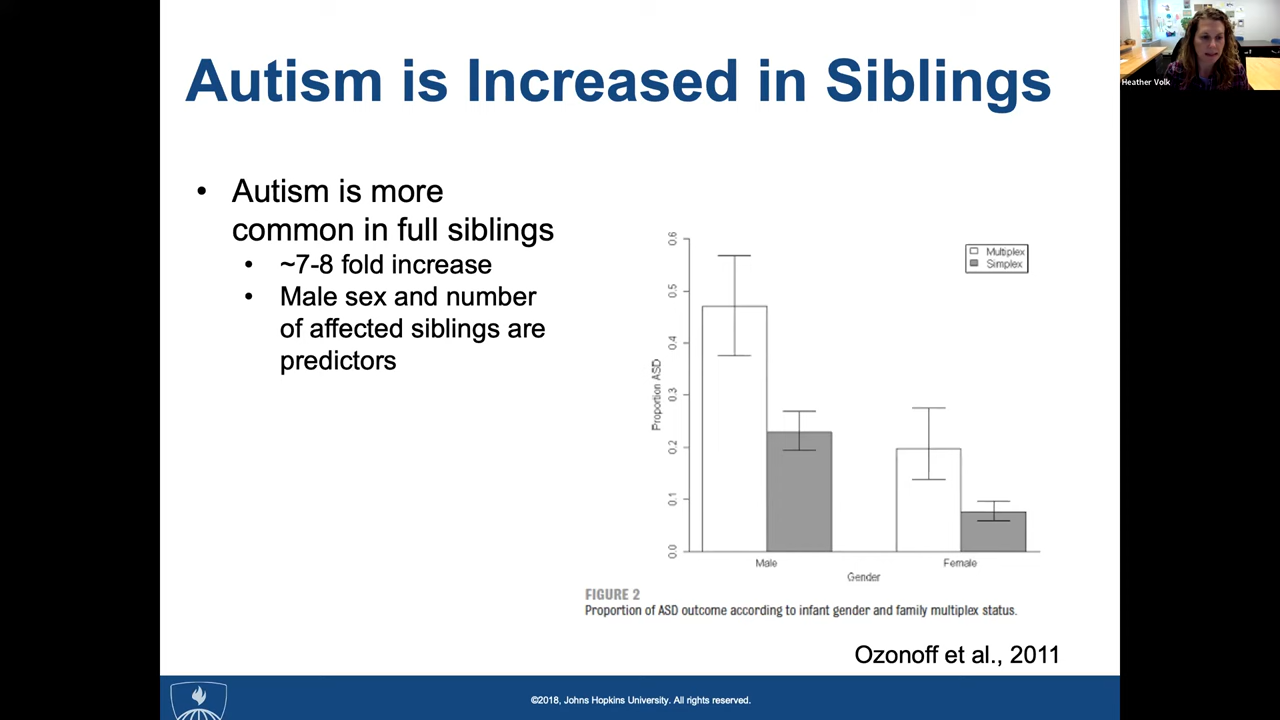 Autism is Increased in Siblings
Heather Volk
• Autism is more
common in full siblings
• ~7-8 fold increase
• Male sex and number
of affected siblings are
predictors
Multiplex
Simplex
Proportion ASD
0.6
0.5
0.4
0.3
0.2
0.1
0.0
Male
Female
Gender
FIGURE 2
Proportion of ASD outcome according to infant gender and family multiplex status.
Ozonoff et al., 2011
©2018, Johns Hopkins University. All rights reserved.